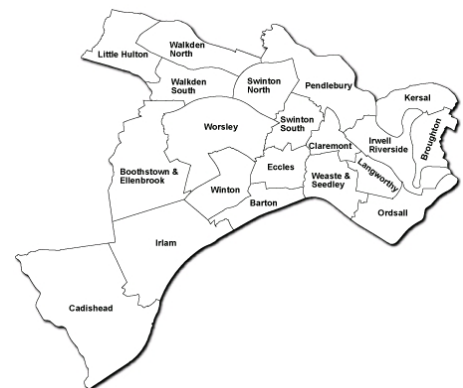 Little Hulton
Walkden
North
Walkden
South
Swinton
North
Pendlebury
Kersal
Broughton
Worsley
Swinton
South
Claremont
Irwell
Riverside
Langworthy
Boothstown &
Ellenbrook
Eccles
Winton
Weaste &
Seedley
Barton
Ordsall
Irlam
Cadishead